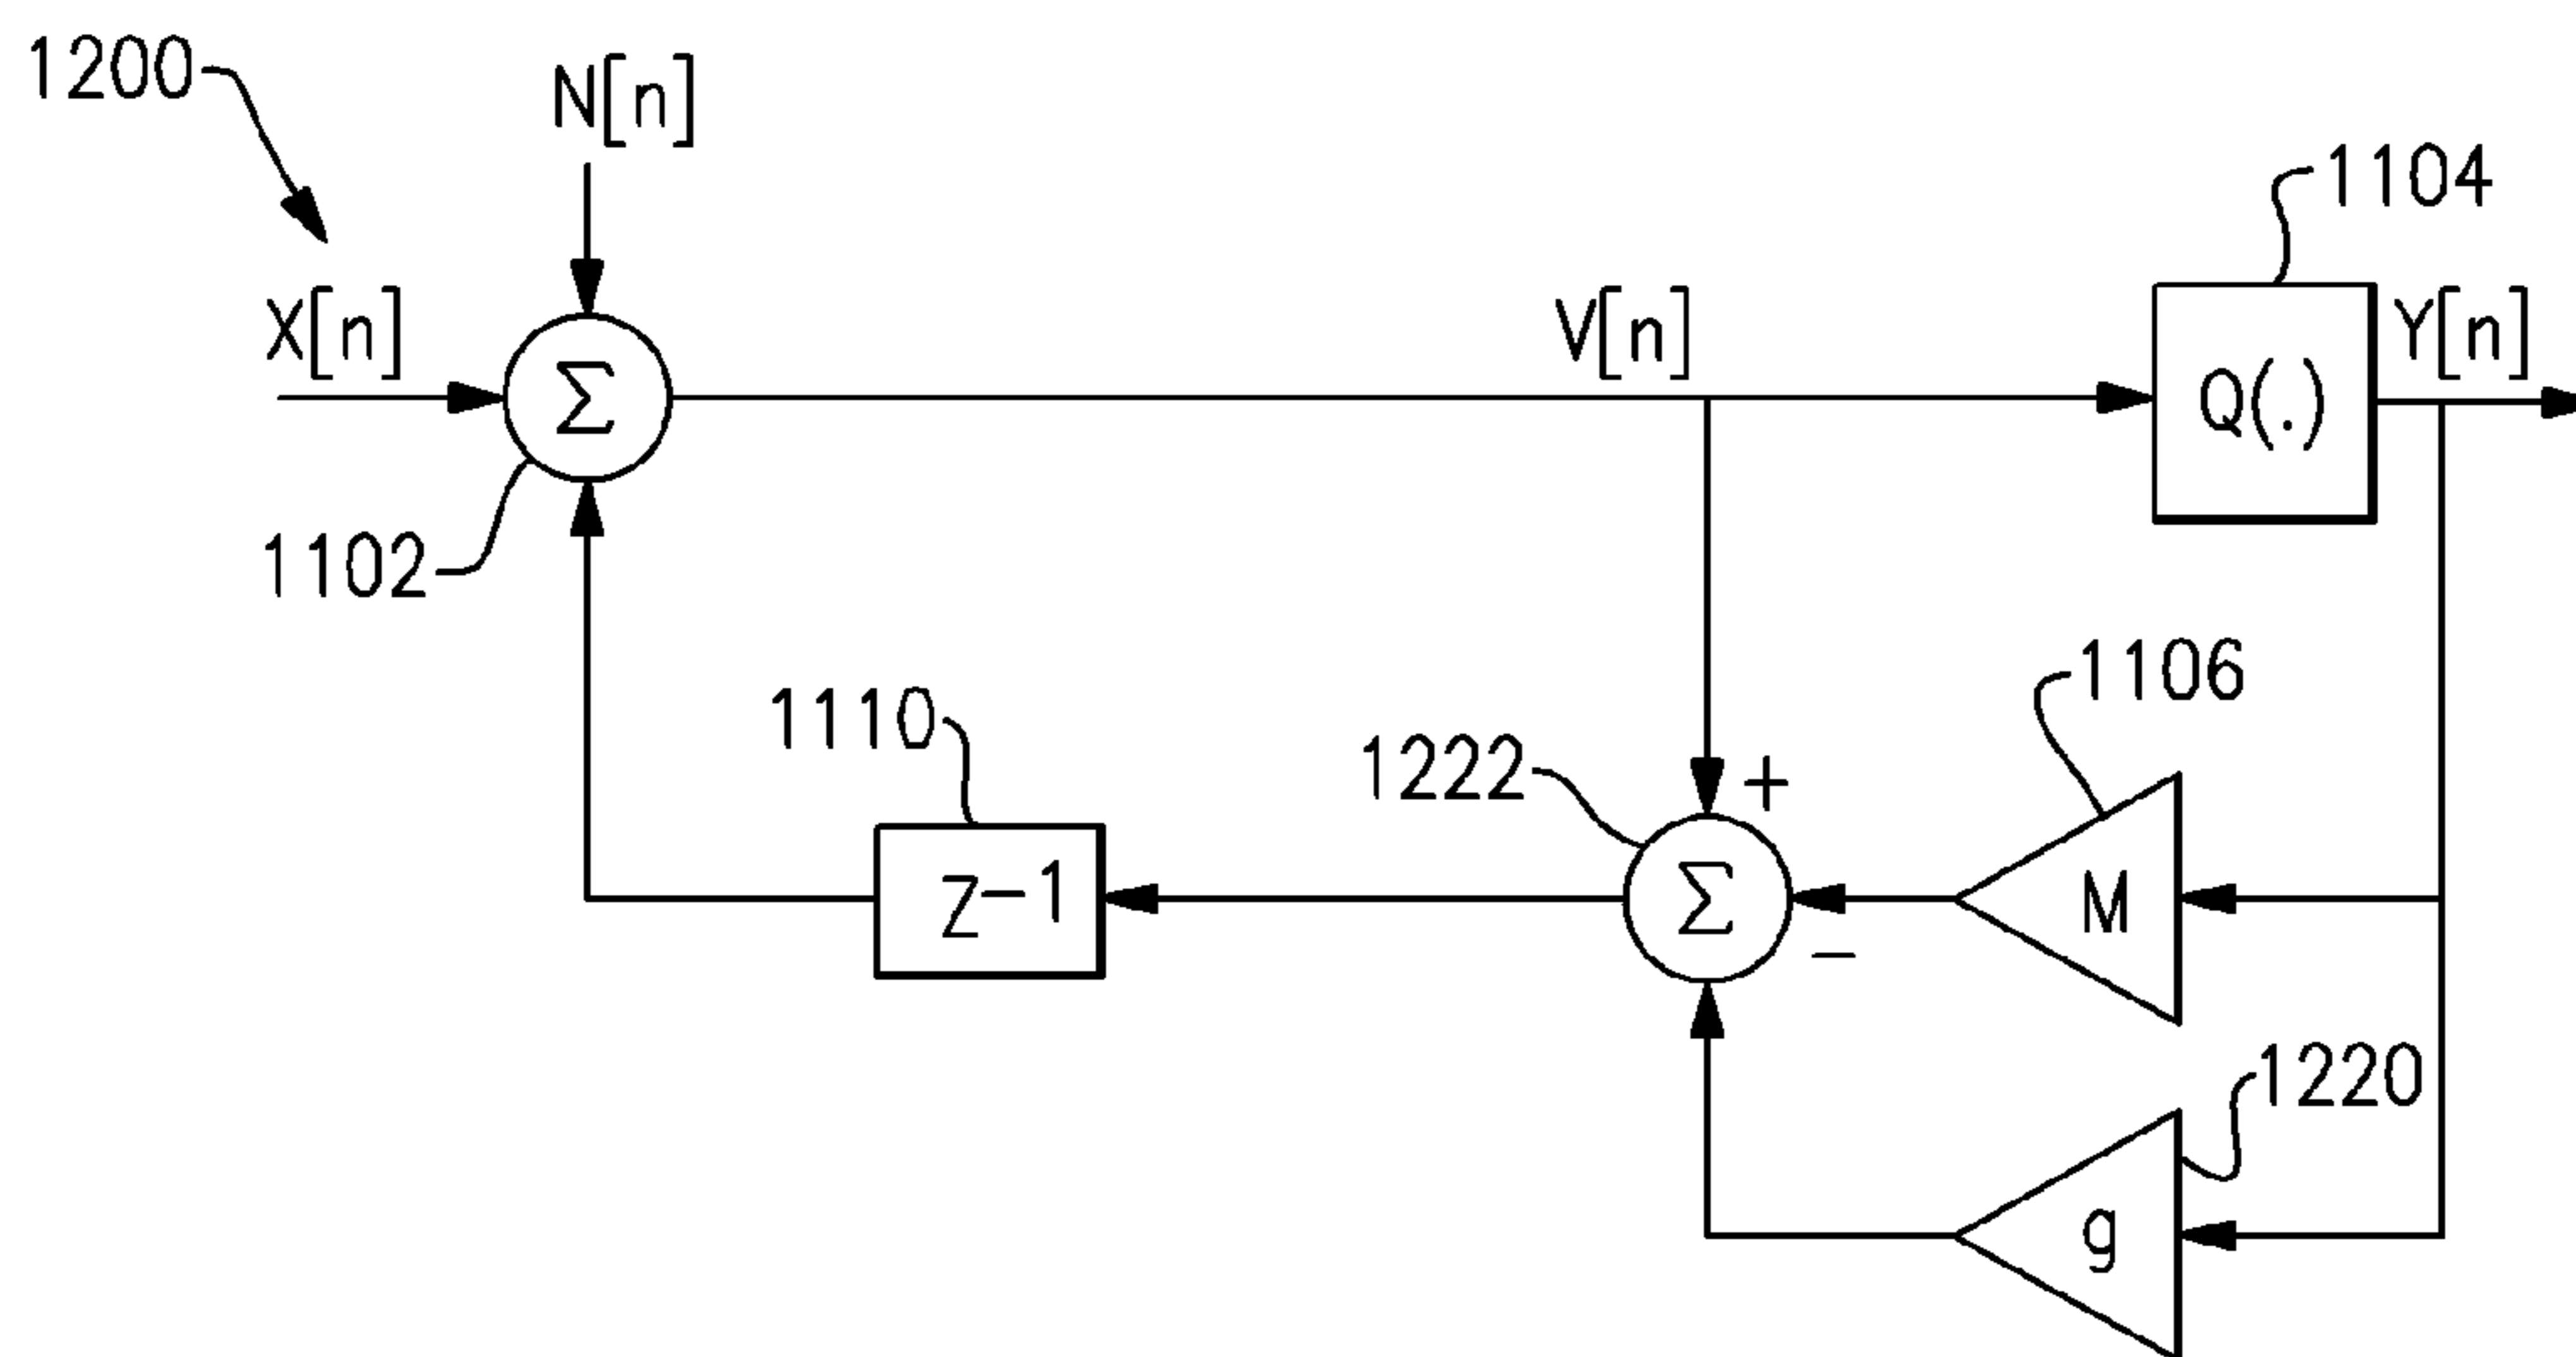 1200
N[n]
1104
X[n]
V[n]
Y[n]
Σ
Q(.)
1102
1106
1110
1222
+
Z-1
Σ
M
−
1220
g